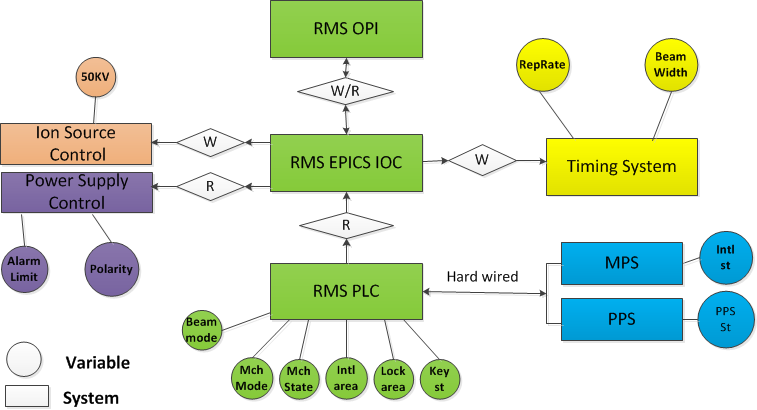 RMS OPI
50KV
RepRate
Beam
Width
W/R
Ion Source
Control
W
RMS EPICS IOC
W
Timing System
Power Supply
Control
R
R
Alarm
Limit
Polarity
RMS PLC
Hard wired
MPS
Intl
st
PPS
PPS
St
Beam
mode
Mch
Mode
Mch
State
Intl
area
Lock
area
Key
st
Variable
System